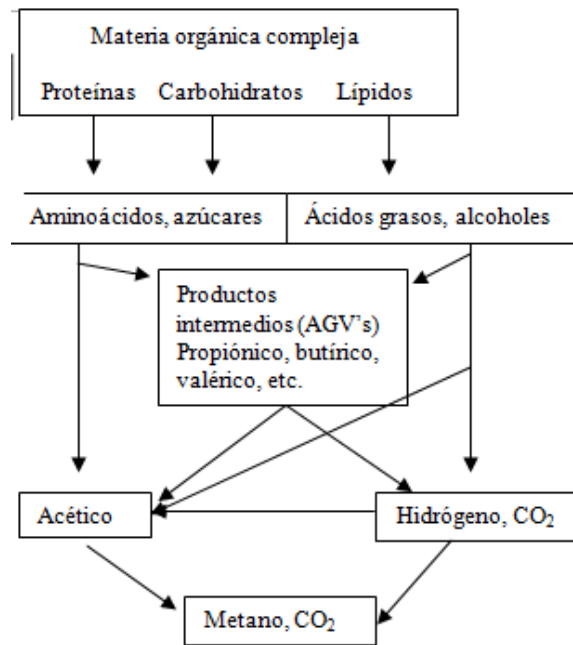 Materia orgánica compleja
Proteínas Carbohidratos Lípidos
Aminoácidos, azúcares
Ácidos grasos, alcoholes
Productos
intermedios (AGV's)
Propiónico, butírico,
valérico, etc.
Acético
Hidrógeno, CO₂
Metano, CO₂